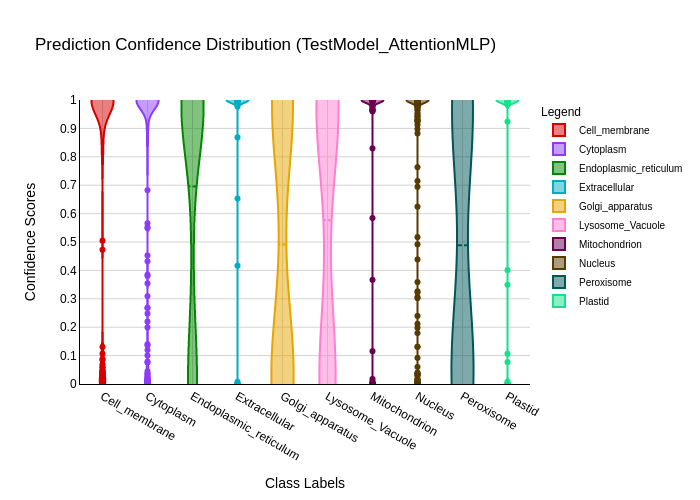 Prediction Confidence Distribution (TestModel_AttentionMLP)
Confidence Scores
1
0.9
0.8
0.7
0.6
0.5
0.4
0.3
0.2
0.1
0
Cell_membrane
Cytoplasm
Endoplasmic_reticulum
Extracellular
Golgi_apparatus
Lysosome_Vacuole
Mitochondrion
Nucleus
Peroxisome
Plastid
Class Labels
Legend
Cell_membrane
Cytoplasm
Endoplasmic_reticulum
Extracellular
Golgi_apparatus
Lysosome_Vacuole
Mitochondrion
Nucleus
Peroxisome
Plastid